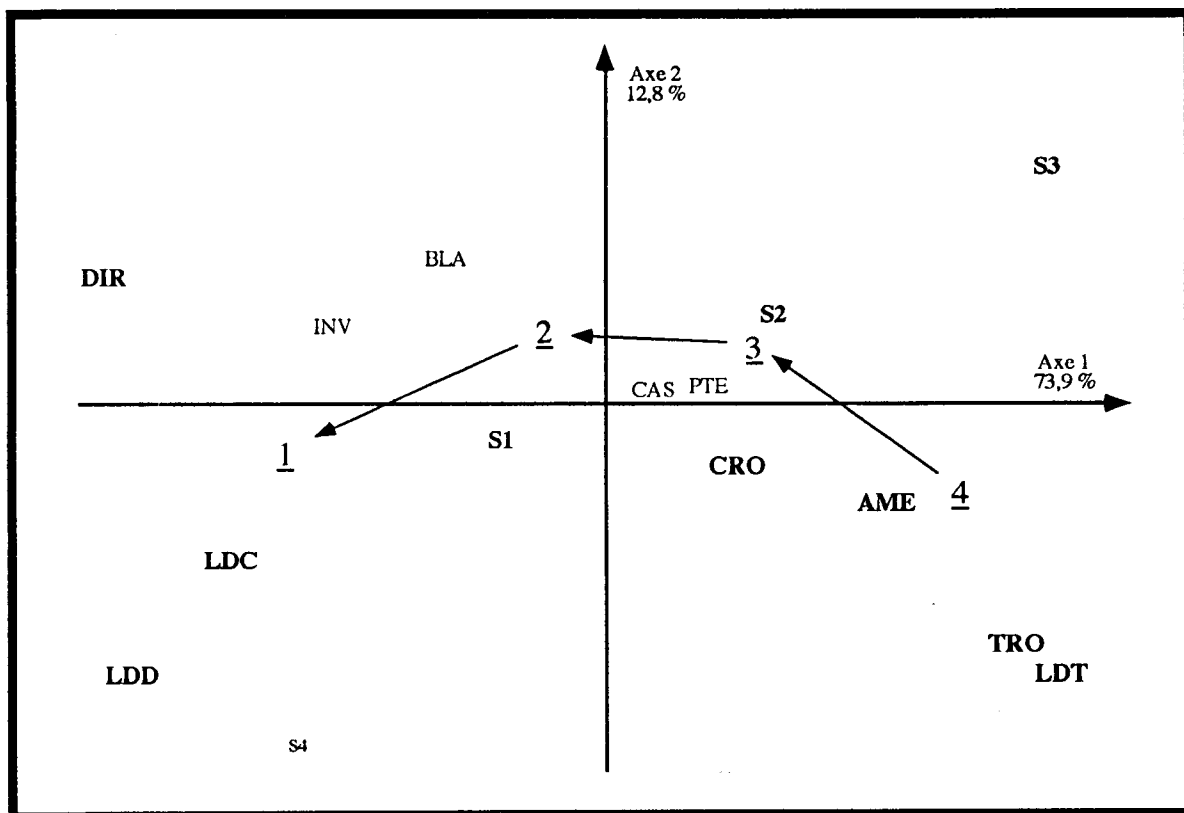 Axe 2
12,8 %
S3
BLA
DIR
S2
INV
2
3
Axe 1
73,9 %
CAS
PTE
S1
1
CRO
AME
4
LDC
TRO
LDD
LDT
S4